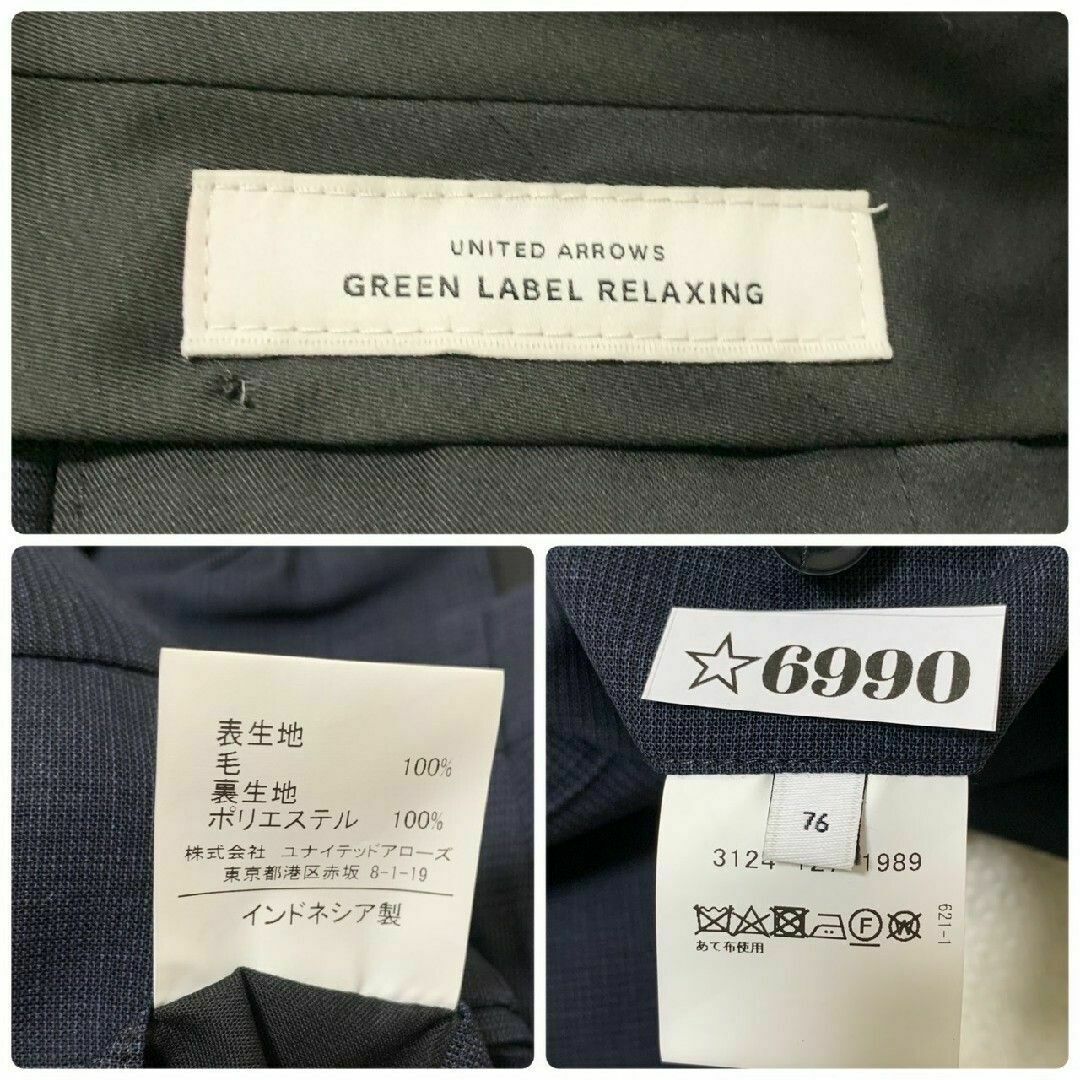 UNITED ARROWS
GREEN LABEL RELAXING
表生地
毛 100%
裏生地
ポリエステル 100%
株式会社 ユナイテッドアローズ
東京都港区赤坂 8-1-19
インドネシア製
☆6990
76
3124 127 1989
F W
あて布使用
621-1